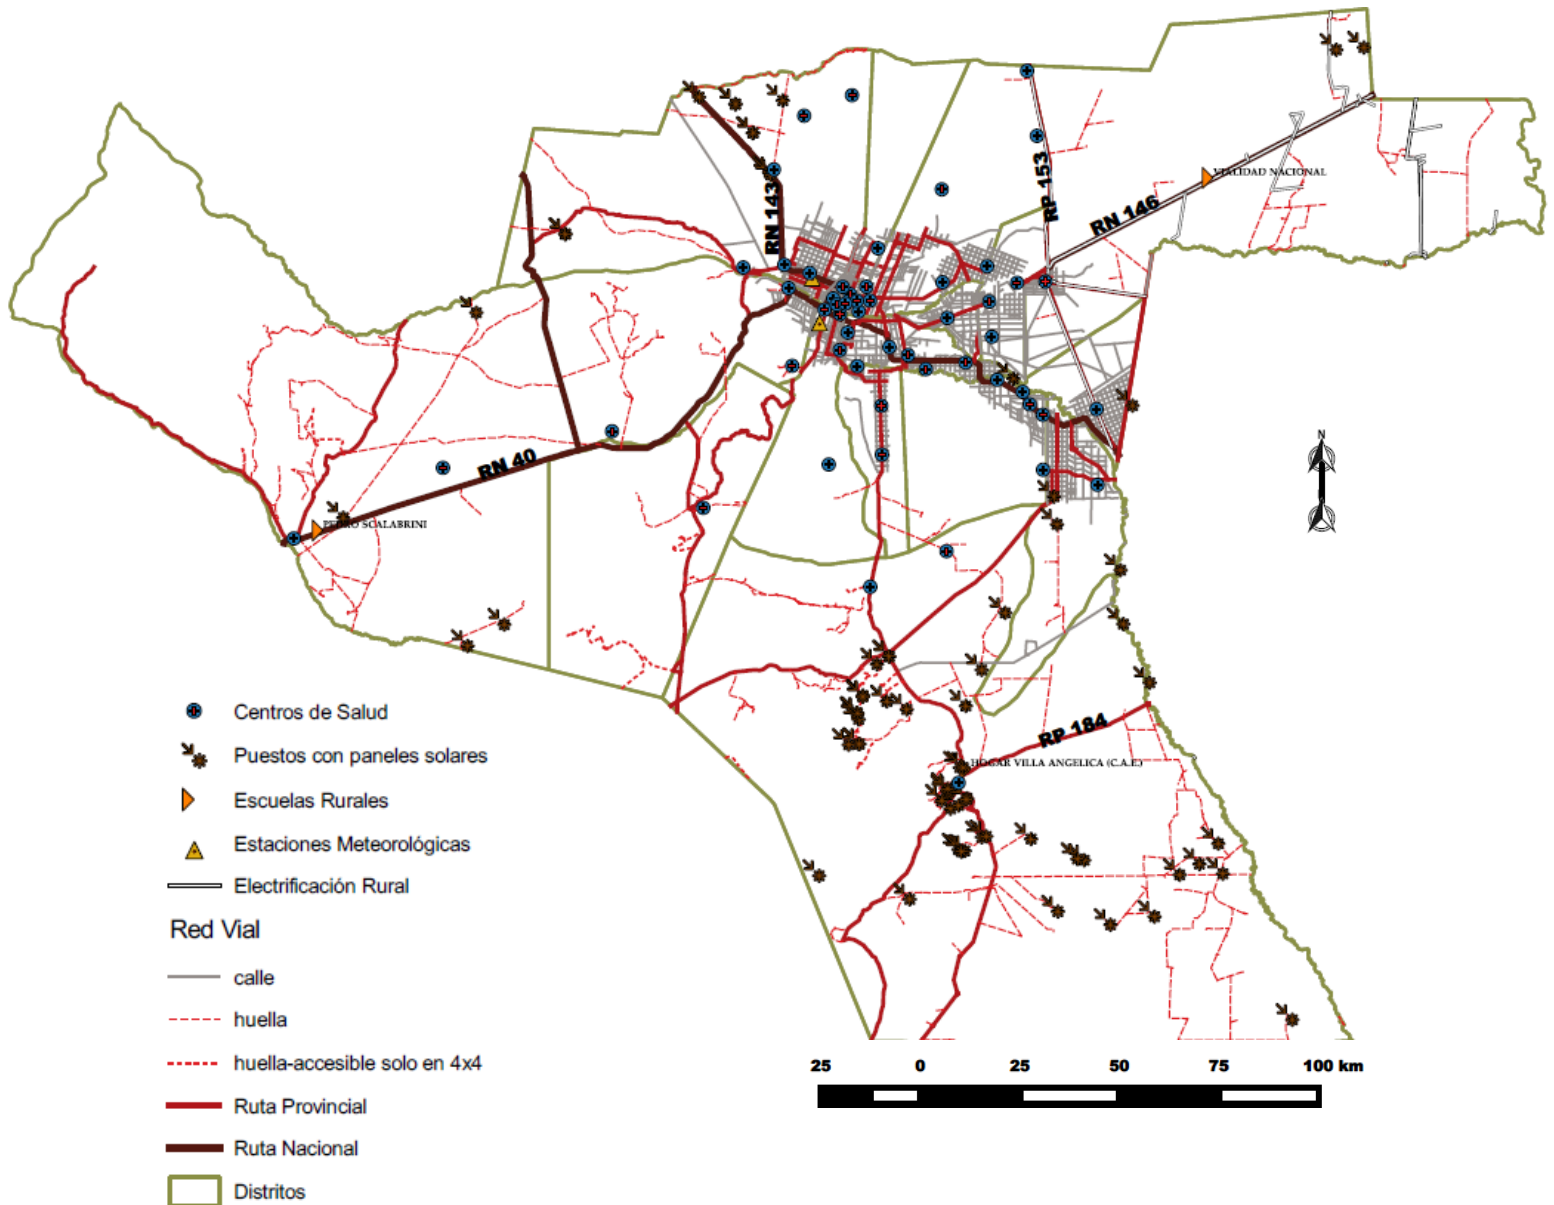 RN 143
RP 153
RN 146
VIALIDAD NACIONAL
RN 40
PEDRO SCALABRINI
N
RP 184
HOGAR VILLA ANGELICA (C.A.E.)
Centros de Salud
Puestos con paneles solares
Escuelas Rurales
Estaciones Meteorológicas
Electrificación Rural
Red Vial
calle
huella
huella-accesible solo en 4x4
Ruta Provincial
Ruta Nacional
Distritos
25 0 25 50 75 100 km